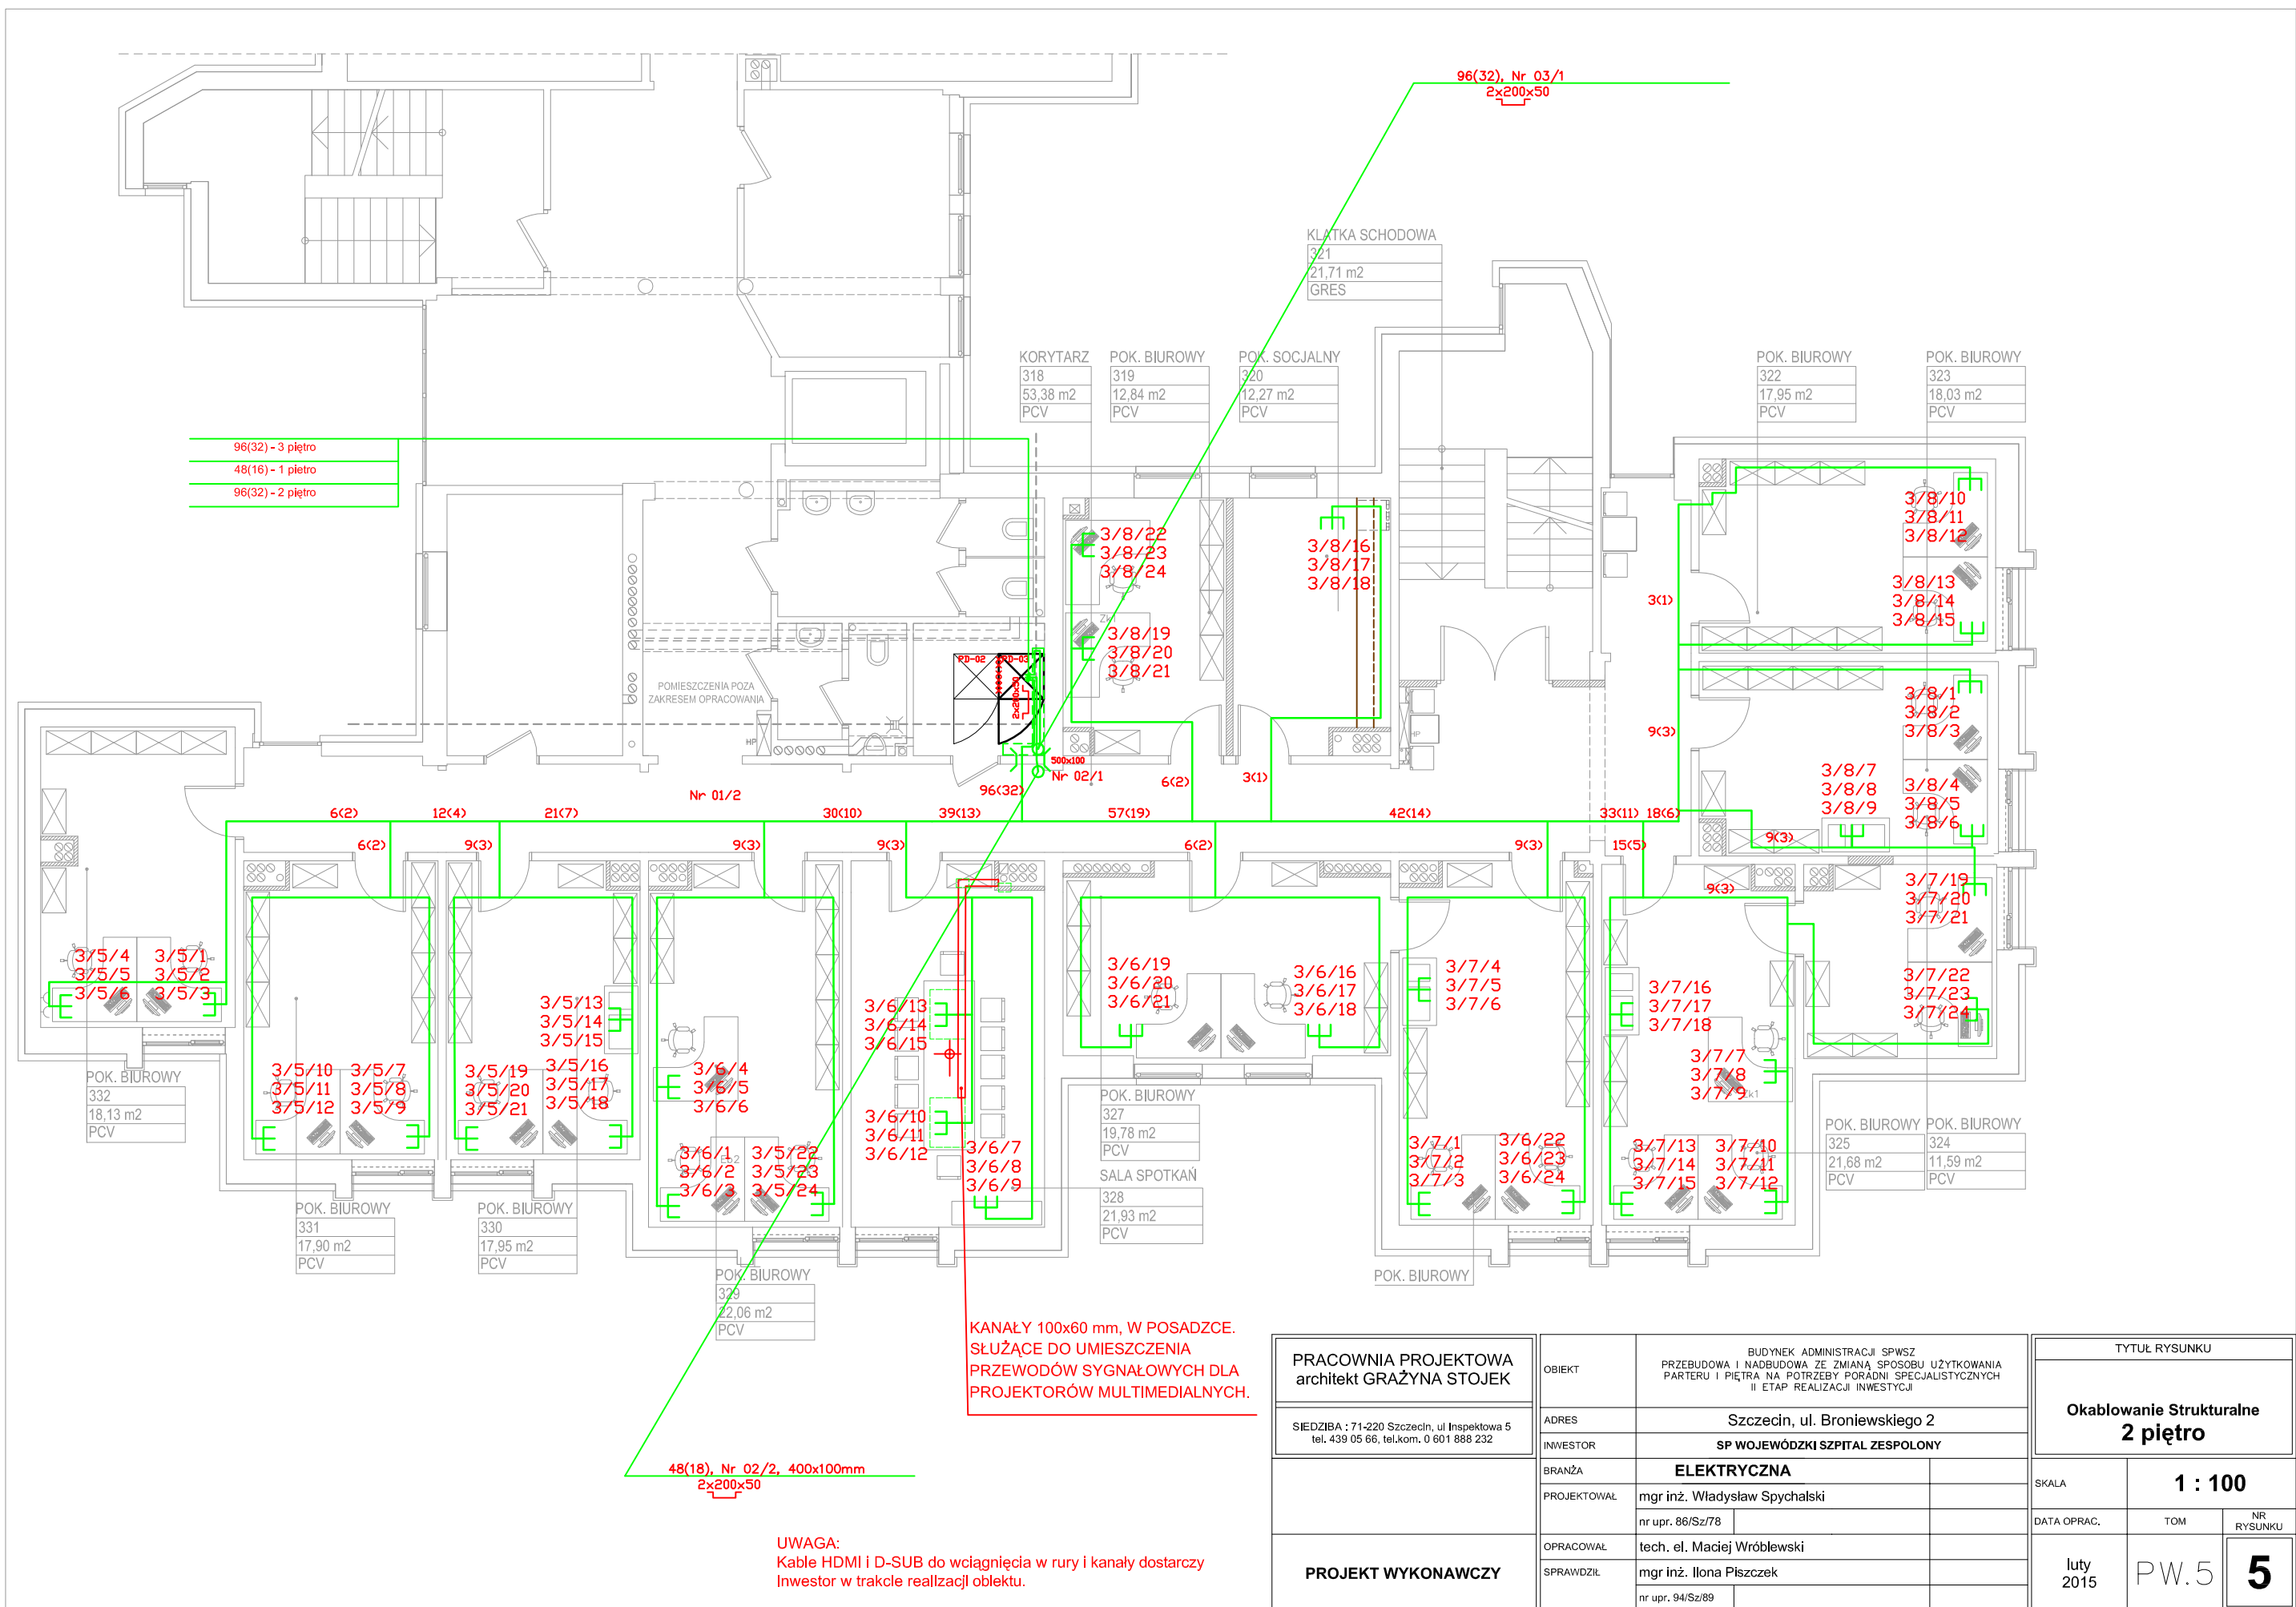 96(32), Nr 03/1
2x200x50
KLATKA SCHODOWA
321
21,71 m2
GRES
KORYTARZ
318
53,38 m2
PCV
POK. BIUROWY
319
12,84 m2
PCV
POK. SOCJALNY
320
12,27 m2
PCV
POK. BIUROWY
322
17,95 m2
PCV
POK. BIUROWY
323
18,03 m2
PCV
96(32) - 3 piętro
48(16) - 1 pietro
96(32) - 2 piętro
3/8/10
3/8/11
3/8/12
3/8/22
3/8/23
3/8/24
3/8/16
3/8/17
3/8/18
3/8/13
3/8/14
3/8/15
3(1)
3/8/19
3/8/20
3/8/21
PD-02
PD-03
2x200x50
POMIESZCZENIA POZA
ZAKRESEM OPRACOWANIA
HP
HP
3/8/1
3/8/2
3/8/3
9(3)
500x100
Nr 02/1
96(32)
6(2)
3(1)
3/8/7
3/8/8
3/8/9
3/8/4
3/8/5
3/8/6
Nr 01/2
6(2)
12(4)
21(7)
30(10)
39(13)
57(19)
42(14)
33(11)
18(6)
9(3)
6(2)
9(3)
9(3)
9(3)
6(2)
9(3)
15(5)
9(3)
3/7/19
3/7/20
3/7/21
3/5/4
3/5/5
3/5/6
3/5/1
3/5/2
3/5/3
3/6/19
3/6/20
3/6/21
3/6/16
3/6/17
3/6/18
3/7/4
3/7/5
3/7/6
3/7/16
3/7/17
3/7/18
3/7/22
3/7/23
3/7/24
3/5/13
3/5/14
3/5/15
3/6/13
3/6/14
3/6/15
3/5/10
3/5/11
3/5/12
3/5/7
3/5/8
3/5/9
3/5/19
3/5/20
3/5/21
3/5/16
3/5/17
3/5/18
3/6/4
3/6/5
3/6/6
3/7/7
3/7/8
3/7/9
3/6/10
3/6/11
3/6/12
3/6/1
3/6/2
3/6/3
3/5/22
3/5/23
3/5/24
3/6/7
3/6/8
3/6/9
3/7/1
3/7/2
3/7/3
3/6/22
3/6/23
3/6/24
3/7/13
3/7/14
3/7/15
3/7/10
3/7/11
3/7/12
POK. BIUROWY
332
18,13 m2
PCV
POK. BIUROWY
327
19,78 m2
PCV
SALA SPOTKAŃ
328
21,93 m2
PCV
POK. BIUROWY
325
21,68 m2
PCV
POK. BIUROWY
324
11,59 m2
PCV
POK. BIUROWY
331
17,90 m2
PCV
POK. BIUROWY
330
17,95 m2
PCV
POK. BIUROWY
329
22,06 m2
PCV
POK. BIUROWY
KANAŁY 100x60 mm, W POSADZCE.
SŁUŻĄCE DO UMIESZCZENIA
PRZEWODÓW SYGNAŁOWYCH DLA
PROJEKTORÓW MULTIMEDIALNYCH.
48(18), Nr 02/2, 400x100mm
2x200x50
UWAGA:
Kable HDMI i D-SUB do wciągnięcia w rury i kanały dostarczy
Inwestor w trakcie realizacji obiektu.
PRACOWNIA PROJEKTOWA
architekt GRAŻYNA STOJEK
SIEDZIBA : 71-220 Szczecin, ul Inspektowa 5
tel. 439 05 66, tel.kom. 0 601 888 232
PROJEKT WYKONAWCZY
OBIEKT
BUDYNEK ADMINISTRACJI SPWSZ
PRZEBUDOWA I NADBUDOWA ZE ZMIANĄ SPOSOBU UŻYTKOWANIA
PARTERU I PIĘTRA NA POTRZEBY PORADNI SPECJALISTYCZNYCH
II ETAP REALIZACJI INWESTYCJI
ADRES
Szczecin, ul. Broniewskiego 2
INWESTOR
SP WOJEWÓDZKI SZPITAL ZESPOLONY
BRANŻA
ELEKTRYCZNA
PROJEKTOWAŁ
mgr inż. Władysław Spychalski
nr upr. 86/Sz/78
OPRACOWAŁ
tech. el. Maciej Wróblewski
SPRAWDZIŁ
mgr inż. Ilona Piszczek
nr upr. 94/Sz/89
TYTUŁ RYSUNKU
Okablowanie Strukturalne
2 piętro
SKALA
1 : 100
DATA OPRAC.
TOM
NR
RYSUNKU
luty
2015
PW.5
5